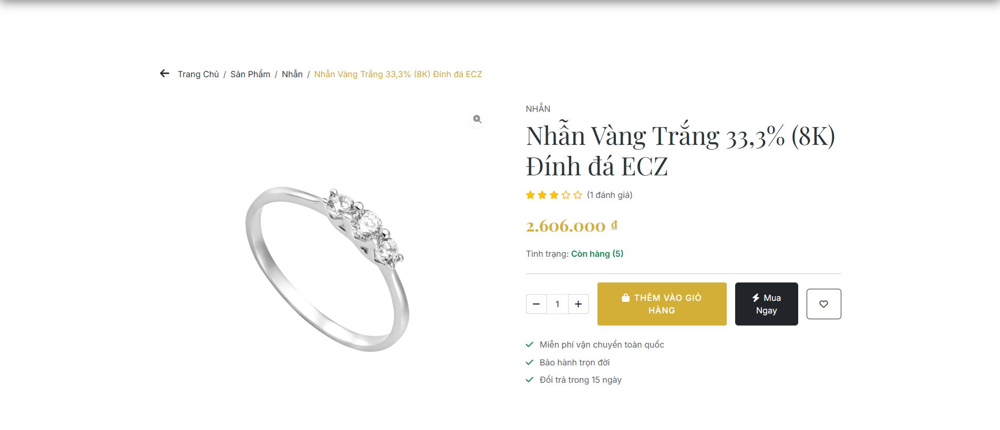 Trang Chủ / Sản Phẩm / Nhẫn / Nhẫn Vàng Trắng 33,3% (8K) Đính đá ECZ
NHẪN
Nhẫn Vàng Trắng 33,3% (8K)
Đính đá ECZ
(1 đánh giá)
2.606.000 ₫
Tình trạng: Còn hàng (5)
1
THÊM VÀO GIỎ
HÀNG
Mua
Ngay
Miễn phí vận chuyển toàn quốc
Bảo hành trọn đời
Đổi trả trong 15 ngày